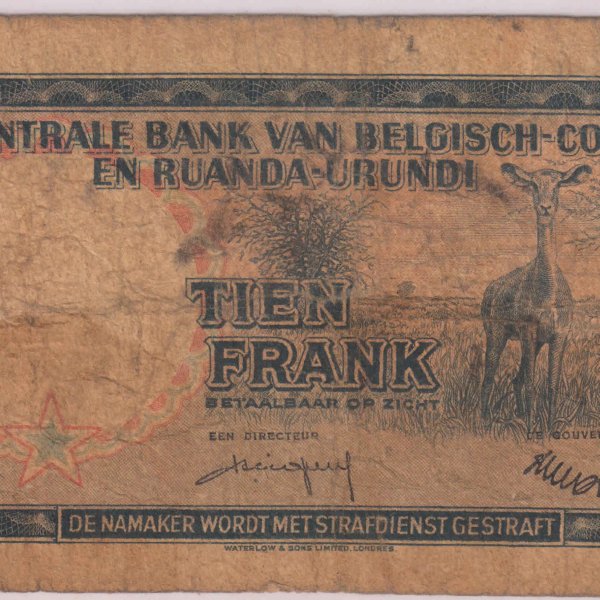 NTRALE BANK VAN BELGISCH-CO
EN RUANDA-URUNDI
TIEN
FRANK
BETAALBAAR OP ZICHT
EEN DIRECTEUR
DE GOUVE
DE NAMAKER WORDT MET STRAFDIENST GESTRAFT
WATERLOW & SONS LIMITED, LONDRES